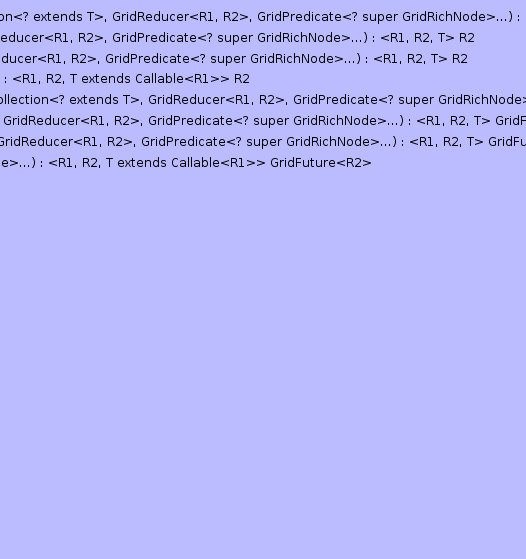 on<? extends T>, GridReducer<R1, R2>, GridPredicate<? super GridRichNode>...) :
educer<R1, R2>, GridPredicate<? super GridRichNode>...) : <R1, R2, T> R2
ducer<R1, R2>, GridPredicate<? super GridRichNode>...) : <R1, R2, T> R2
: <R1, R2, T extends Callable<R1>> R2
ollection<? extends T>, GridReducer<R1, R2>, GridPredicate<? super GridRichNode>
GridReducer<R1, R2>, GridPredicate<? super GridRichNode>...) : <R1, R2, T> GridF
GridReducer<R1, R2>, GridPredicate<? super GridRichNode>...) : <R1, R2, T> GridFu
e>...) : <R1, R2, T extends Callable<R1>> GridFuture<R2>